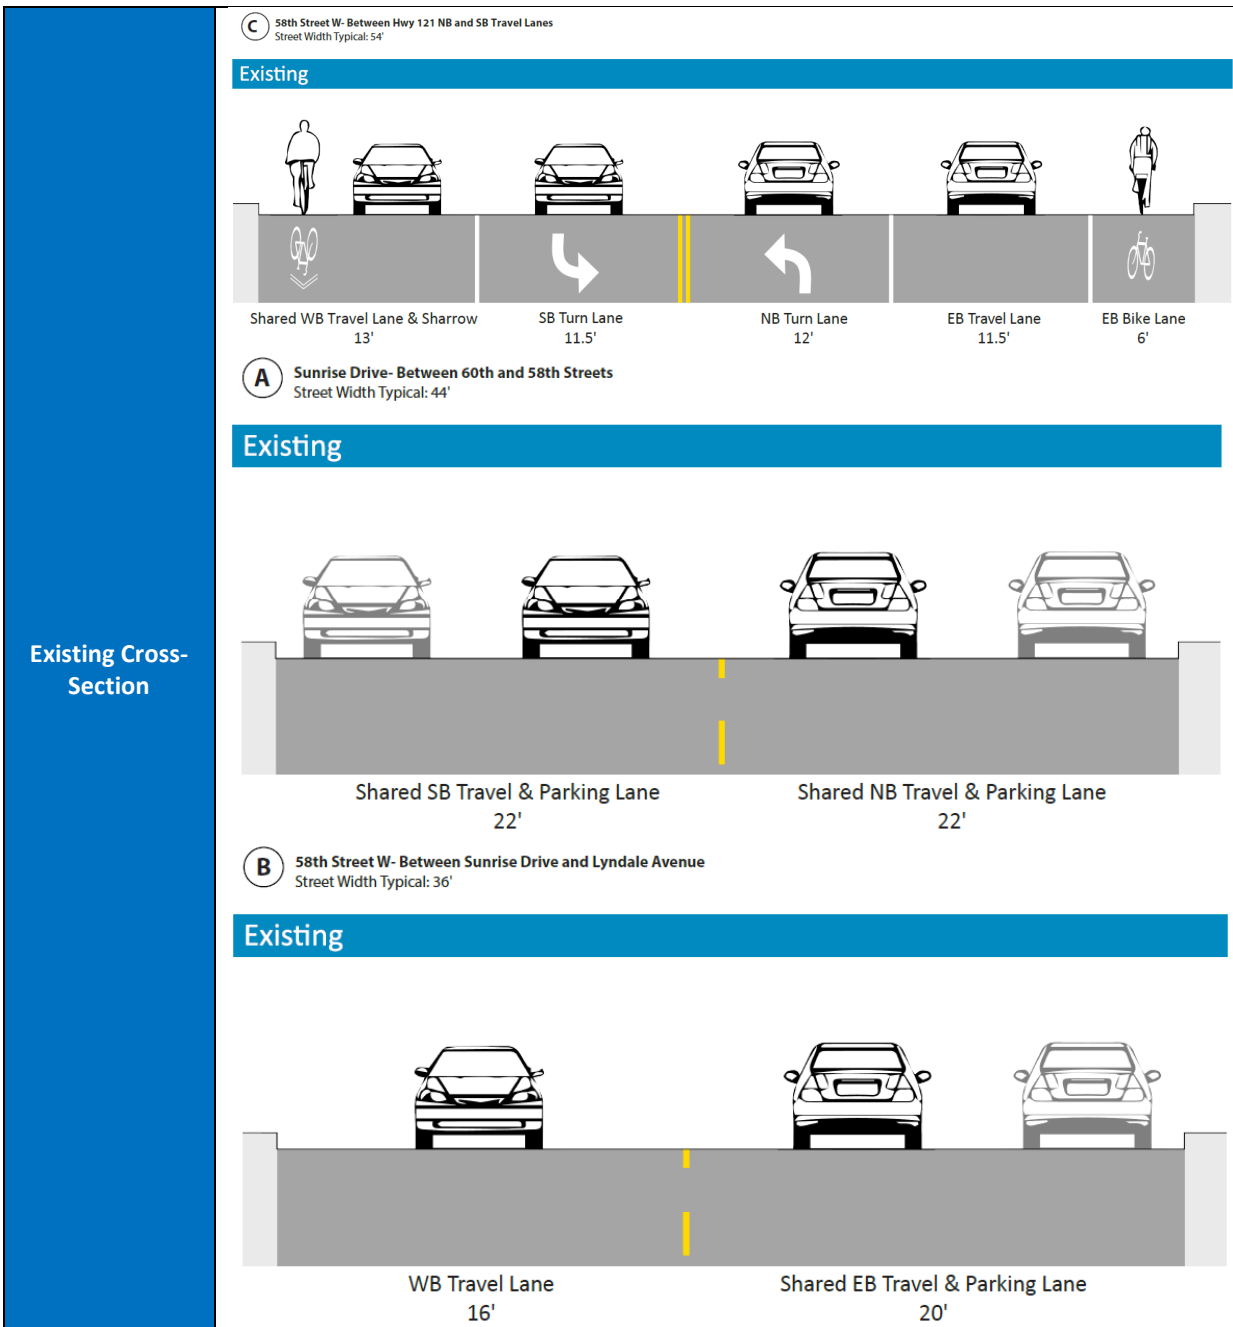 Existing Cross-
Section
C
58th Street W- Between Hwy 121 NB and SB Travel Lanes
Street Width Typical: 54'
Existing
Shared WB Travel Lane & Sharrow
13'
SB Turn Lane
11.5'
NB Turn Lane
12'
EB Travel Lane
11.5'
EB Bike Lane
6'
A
Sunrise Drive- Between 60th and 58th Streets
Street Width Typical: 44'
Existing
Shared SB Travel & Parking Lane
22'
Shared NB Travel & Parking Lane
22'
B
58th Street W- Between Sunrise Drive and Lyndale Avenue
Street Width Typical: 36'
Existing
WB Travel Lane
16'
Shared EB Travel & Parking Lane
20'